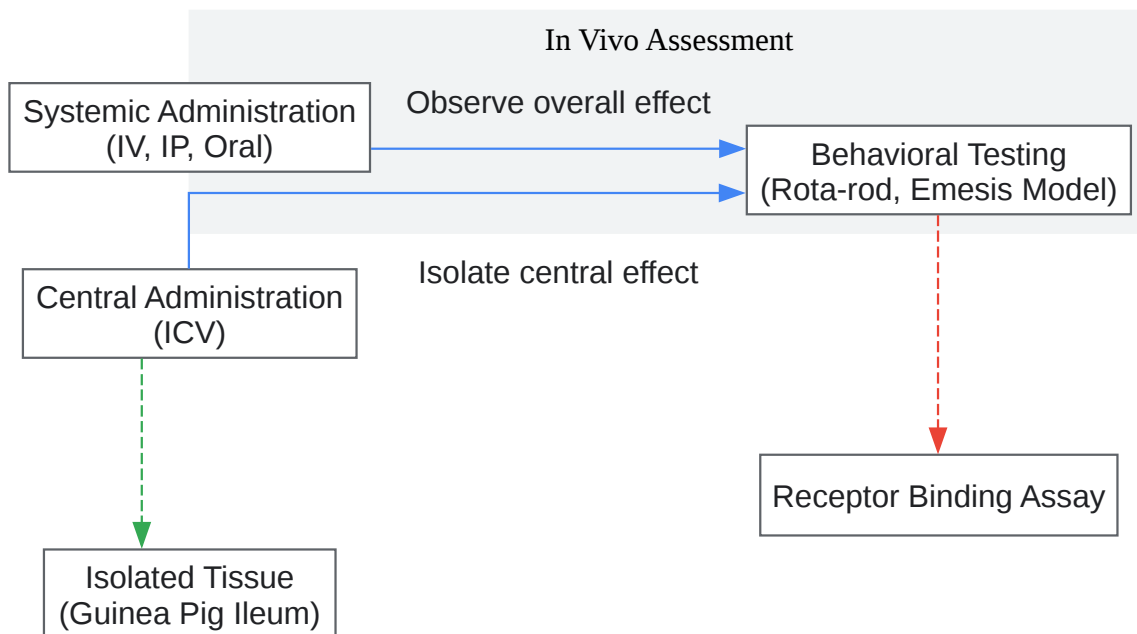 In Vivo Assessment
Systemic Administration
(IV, IP, Oral)
Observe overall effect
Behavioral Testing
(Rota-rod, Emesis Model)
Isolate central effect
Central Administration
(ICV)
Receptor Binding Assay
Isolated Tissue
(Guinea Pig Ileum)